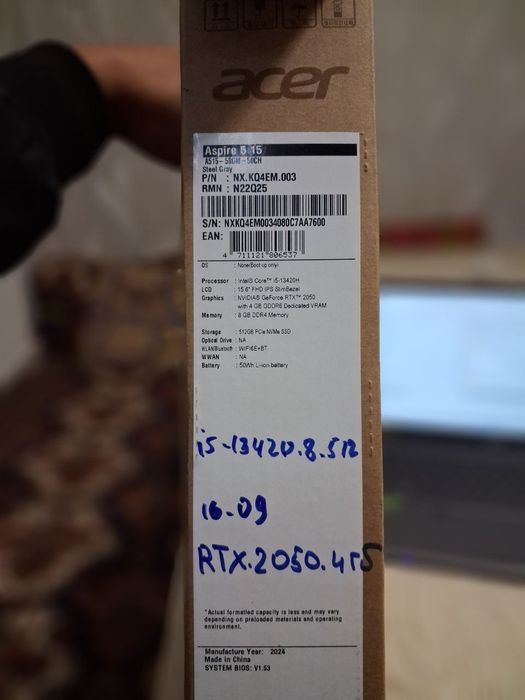 acer
Aspire 5 15
A515-58GM-50CH
Steel Gray
P/N : NX.KQ4EM.003
RMN : N22Q25
S/N: NXKQ4EM0034080C7AA7600
EAN:
4 711121 806537
OS : None(Boot up only)
Processor : Intel® Core™ i5-13420H
LCD : 15.6" FHD IPS SlimBezel
Graphics : NVIDIA® GeForce RTX™ 2050
with 4 GB GDDR6 Dedicated VRAM
Memory : 8 GB DDR4 Memory
Storage : 512GB PCIe NVMe SSD
Optical Drive : NA
WLAN/Bluetooth : WiFi6E+BT
WWAN : NA
Battery : 50Wh Li-ion battery
i5-13420.8.512
16-09
RTX.2050.4г5
*Actual formatted capacity is less and may vary
depending on preloaded materials and operating
environment.
Manufacture Year: 2024
Made in China
SYSTEM BIOS: V1.53